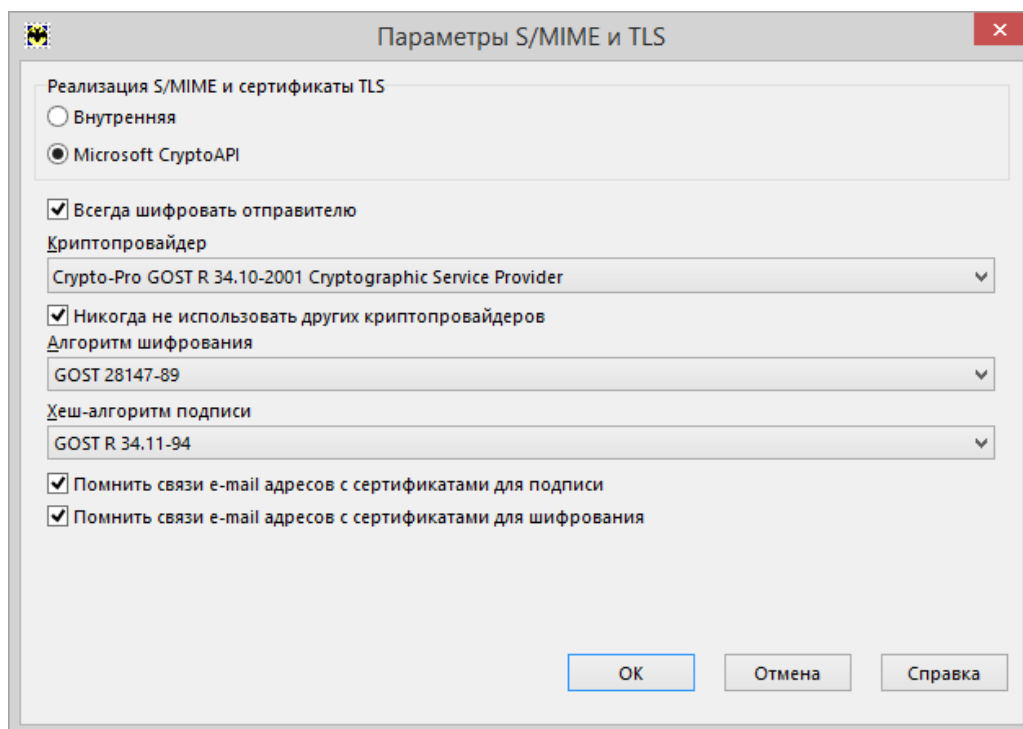 Параметры S/MIME и TLS
Реализация S/MIME и сертификаты TLS
Внутренняя
Microsoft CryptoAPI
Всегда шифровать отправителю
Криптопровайдер
Crypto-Pro GOST R 34.10-2001 Cryptographic Service Provider
Никогда не использовать других криптопровайдеров
Алгоритм шифрования
GOST 28147-89
Хеш-алгоритм подписи
GOST R 34.11-94
Помнить связи e-mail адресов с сертификатами для подписи
Помнить связи e-mail адресов с сертификатами для шифрования
OK Отмена Справка